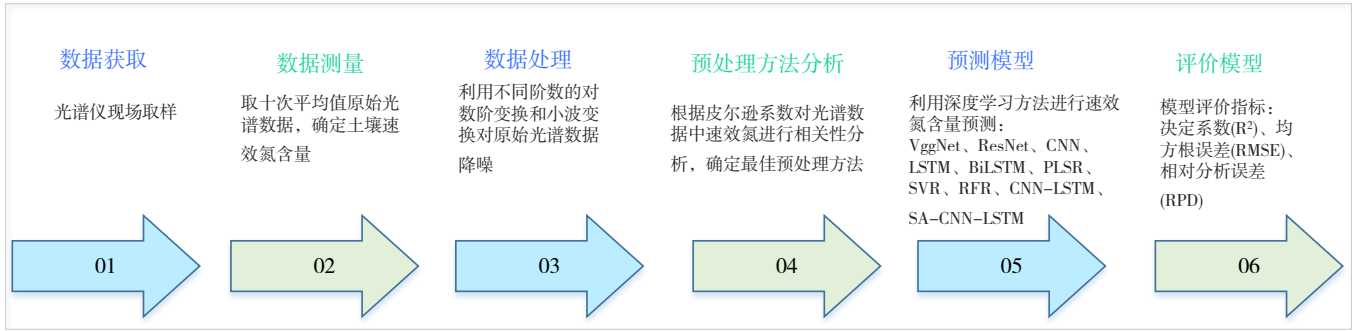 数据获取
光谱仪现场取样
01
数据测量
取十次平均值原始光
谱数据，确定土壤速
效氮含量
02
数据处理
利用不同阶数的对
数阶变换和小波变
换对原始光谱数据
降噪
03
预处理方法分析
根据皮尔逊系数对光谱数
据中速效氮进行相关性分
析，确定最佳预处理方法
04
预测模型
利用深度学习方法进行速效
氮含量预测：
VggNet、ResNet、CNN、
LSTM、BiLSTM、PLSR、
SVR、RFR、CNN–LSTM、
SA–CNN–LSTM
05
评价模型
模型评价指标：
决定系数(R²)、均
方根误差(RMSE)、
相对分析误差
(RPD)
06